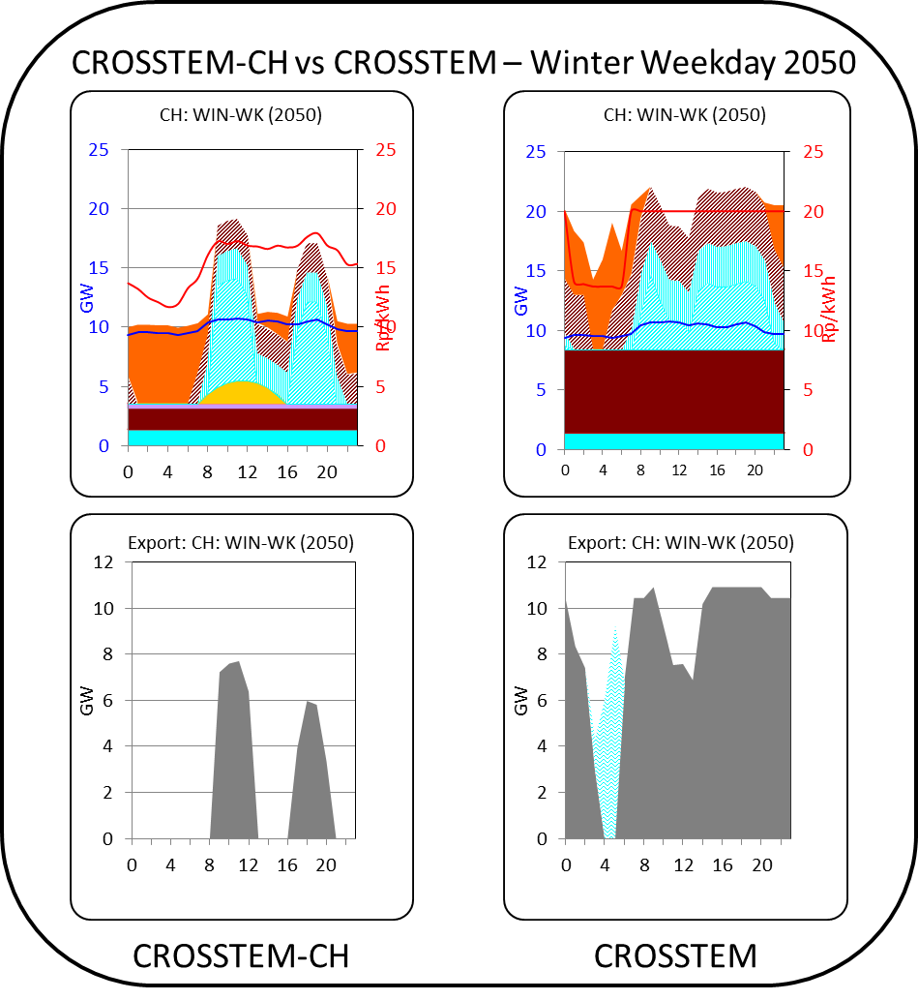 CROSSTEM-CH vs CROSSTEM – Winter Weekday 2050
CH: WIN-WK (2050)
25
20
15
10
5
0
GW
25
20
15
10
5
0
Rp/kWh
0 4 8 12 16 20
CH: WIN-WK (2050)
25
20
15
10
5
0
GW
25
20
15
10
5
0
Rp/kWh
0 4 8 12 16 20
Export: CH: WIN-WK (2050)
12
10
8
6
4
2
0
GW
0 4 8 12 16 20
Export: CH: WIN-WK (2050)
12
10
8
6
4
2
0
GW
0 4 8 12 16 20
CROSSTEM-CH
CROSSTEM